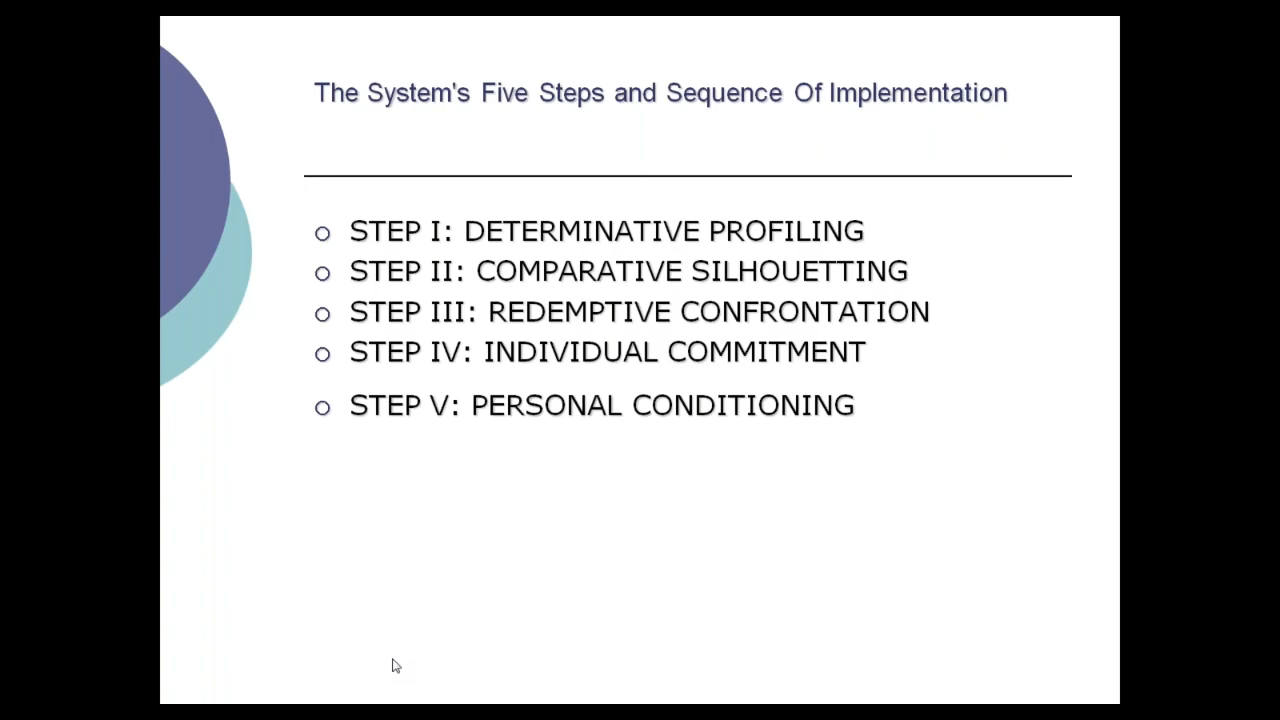 The System's Five Steps and Sequence Of Implementation
STEP I: DETERMINATIVE PROFILING
STEP II: COMPARATIVE SILHOUETTING
STEP III: REDEMPTIVE CONFRONTATION
STEP IV: INDIVIDUAL COMMITMENT
STEP V: PERSONAL CONDITIONING